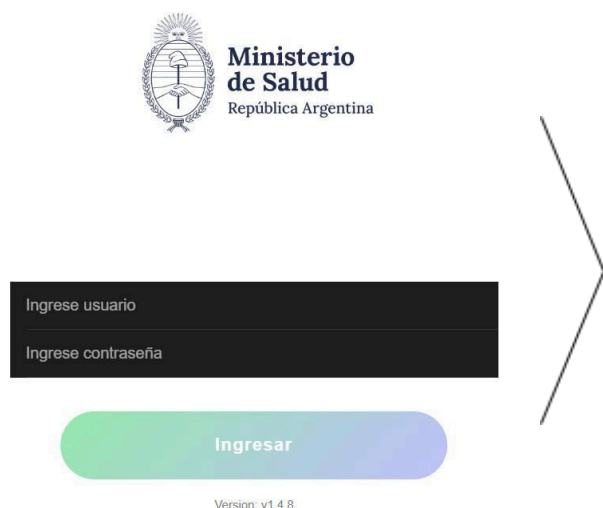 Ministerio
de Salud
República Argentina
Ingrese usuario
Ingrese contraseña
Ingresar
Version: v1.4.8